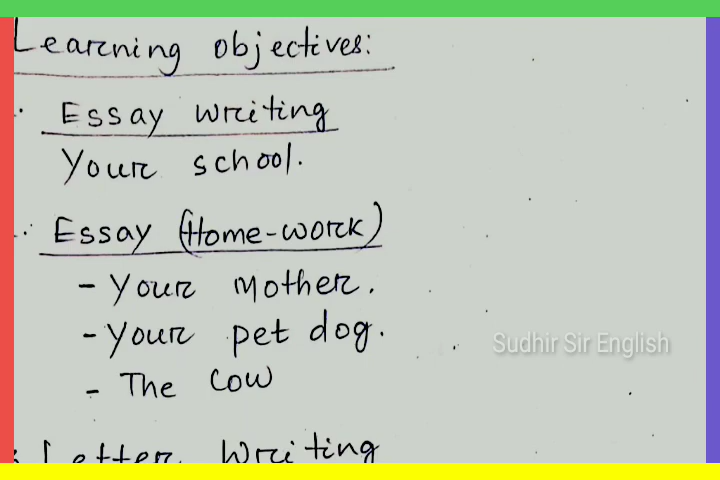 Learning objectives:
Essay writing
Your school.
Essay (Home-work)
- Your Mother.
- Your pet dog.
- The Cow
Sudhir Sir English
Letter Writing